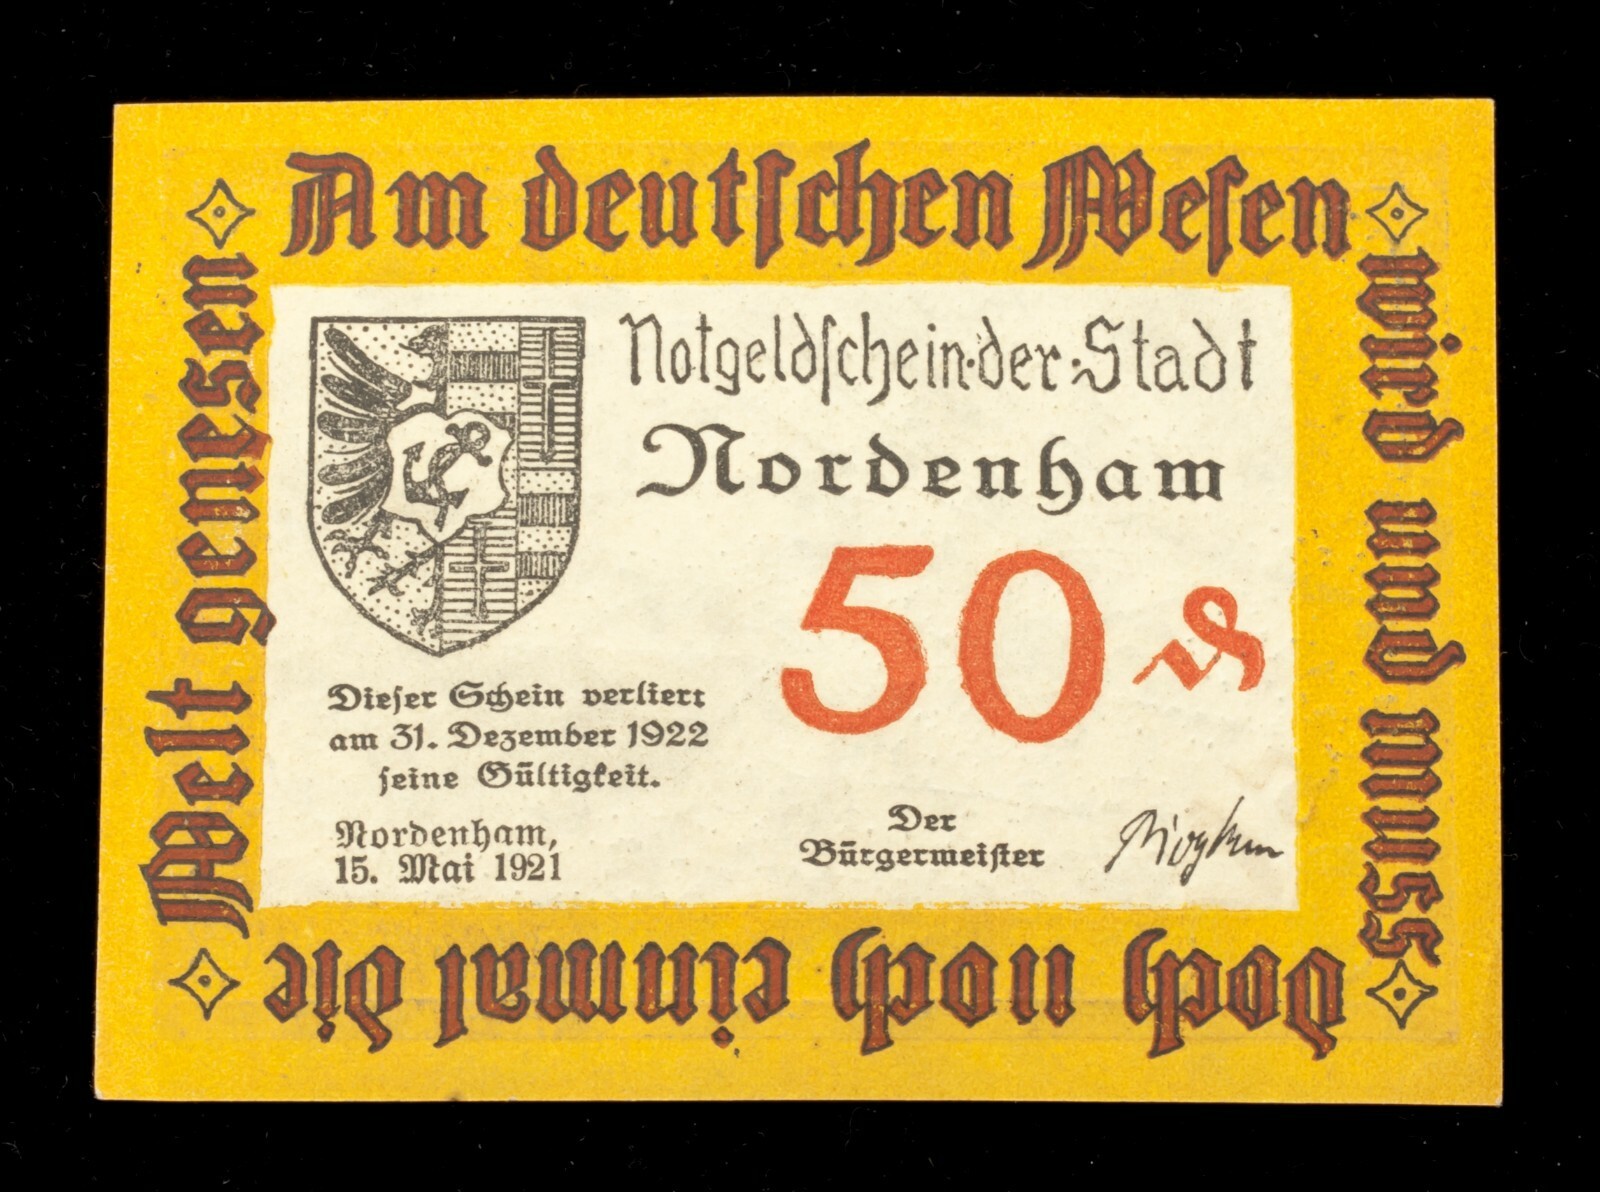 Am deutschen Wesen
wird und muss
doch noch einmal die
Welt genesen
Notgeldschein der Stadt
Nordenham
50 ₰
Dieser Schein verliert
am 31. Dezember 1922
seine Gültigkeit.
Nordenham,
15. Mai 1921
Der
Bürgermeister